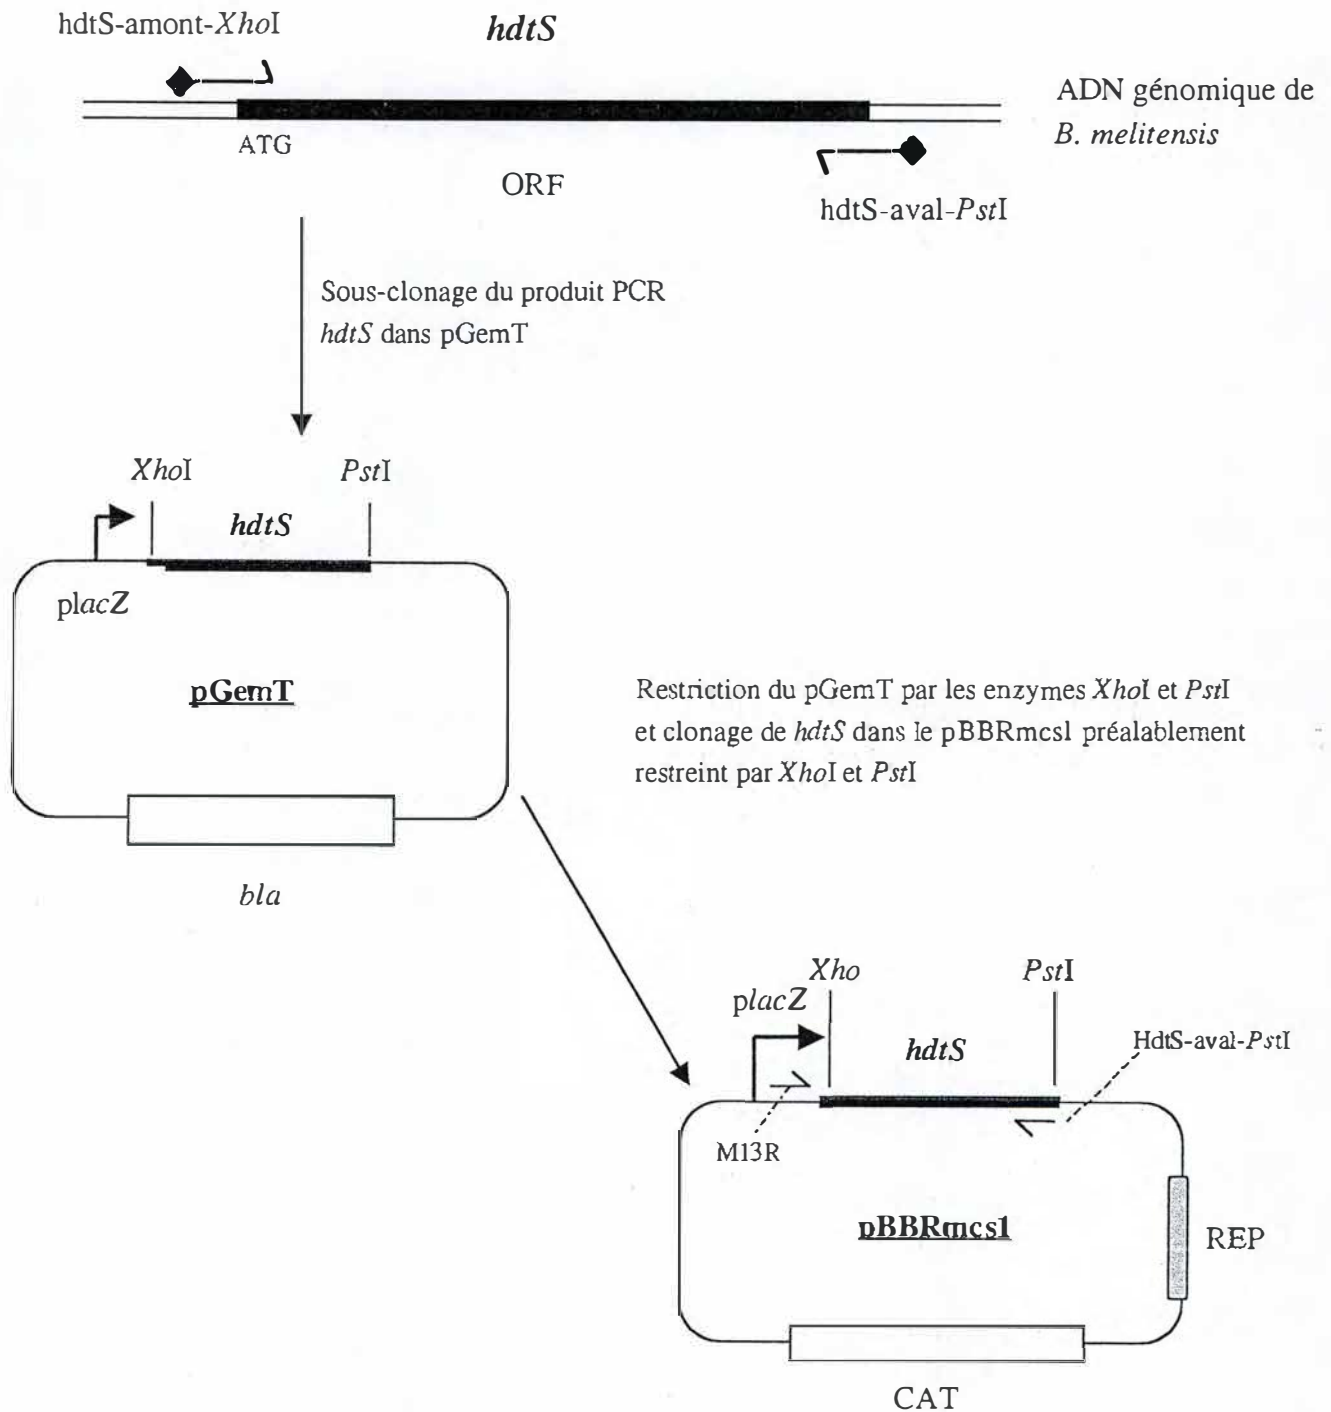 hdtS-amont-XhoI
hdtS
ADN génomique de
B. melitensis
ATG
ORF
hdtS-aval-PstI
Sous-clonage du produit PCR
hdtS dans pGemT
XhoI
PstI
hdtS
placZ
pGemT
Restriction du pGemT par les enzymes XhoI et PstI
et clonage de hdtS dans le pBBRmcs1 préalablement
restreint par XhoI et PstI
bla
Xho
PstI
placZ
hdtS
HdtS-aval-PstI
M13R
pBBRmcs1
REP
CAT